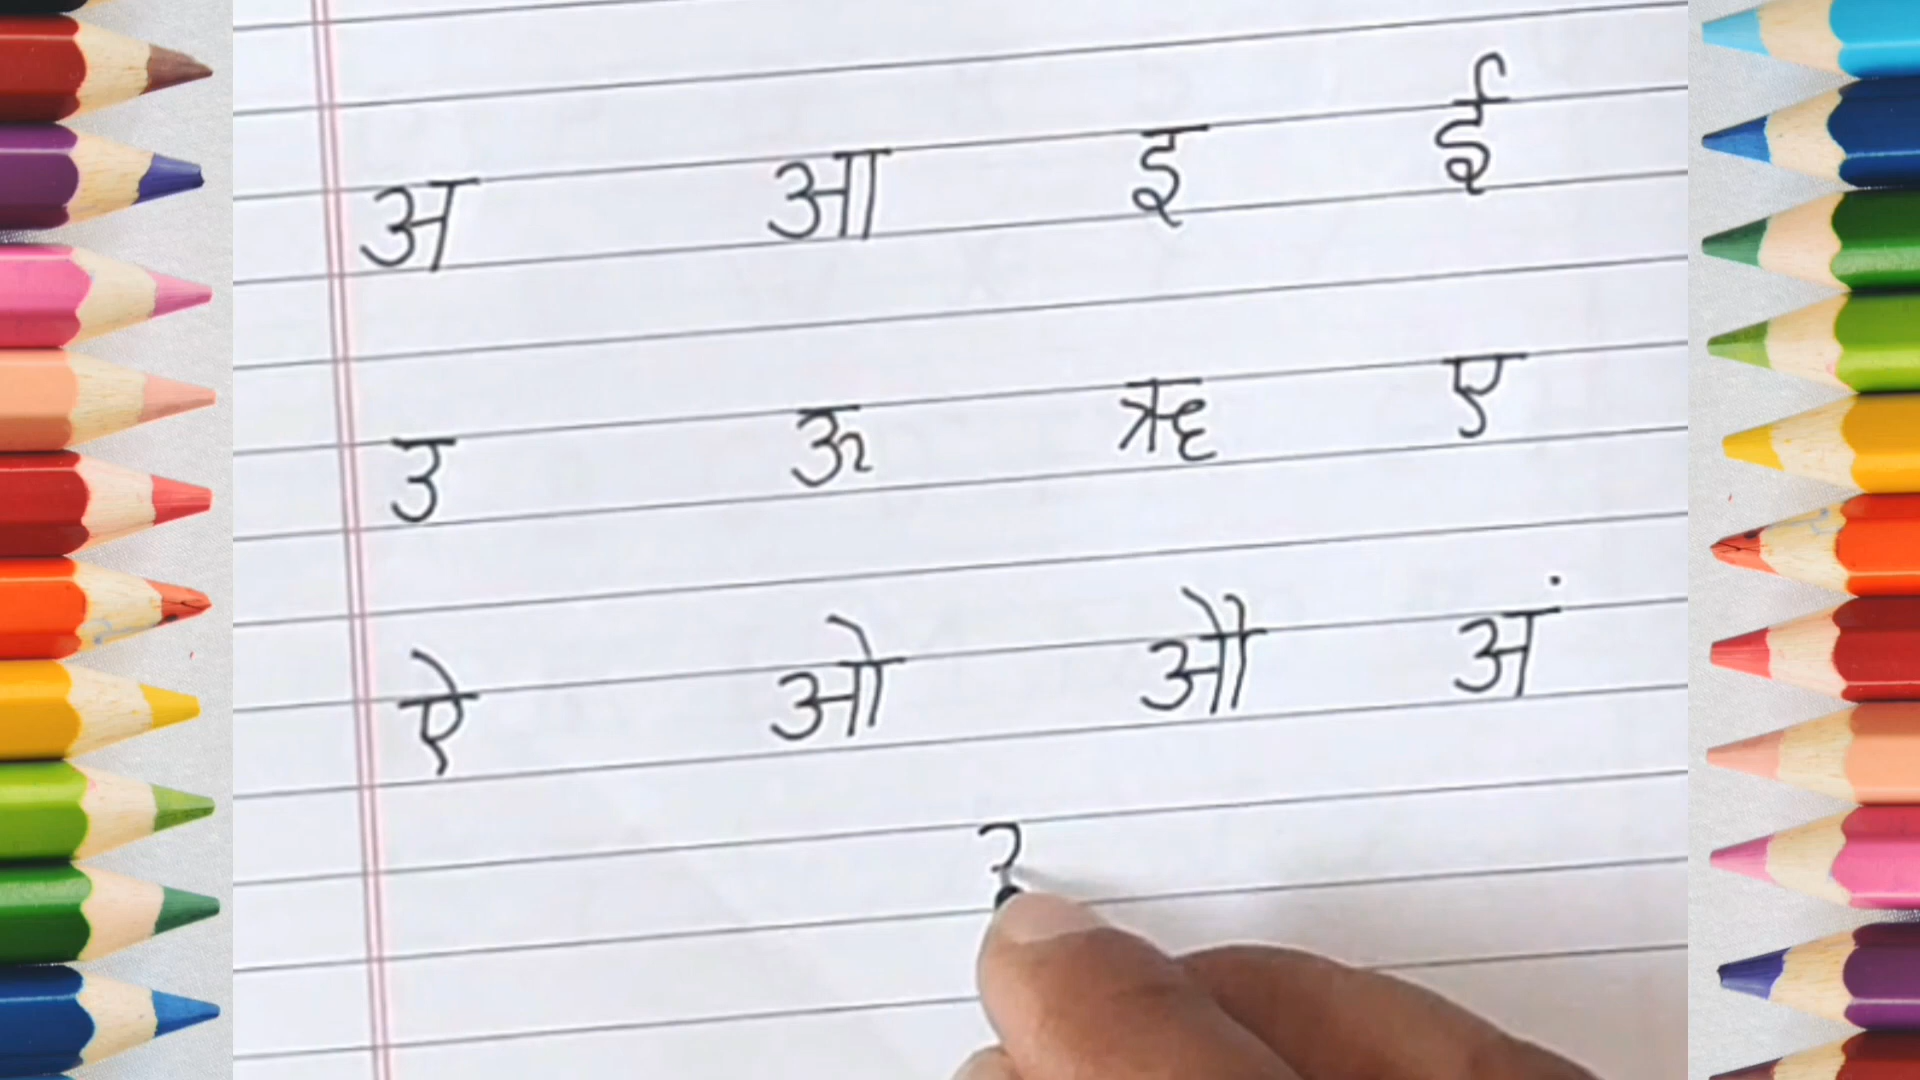 अ आ इ ई
उ ऊ ऋ ए
ऐ ओ औ अं